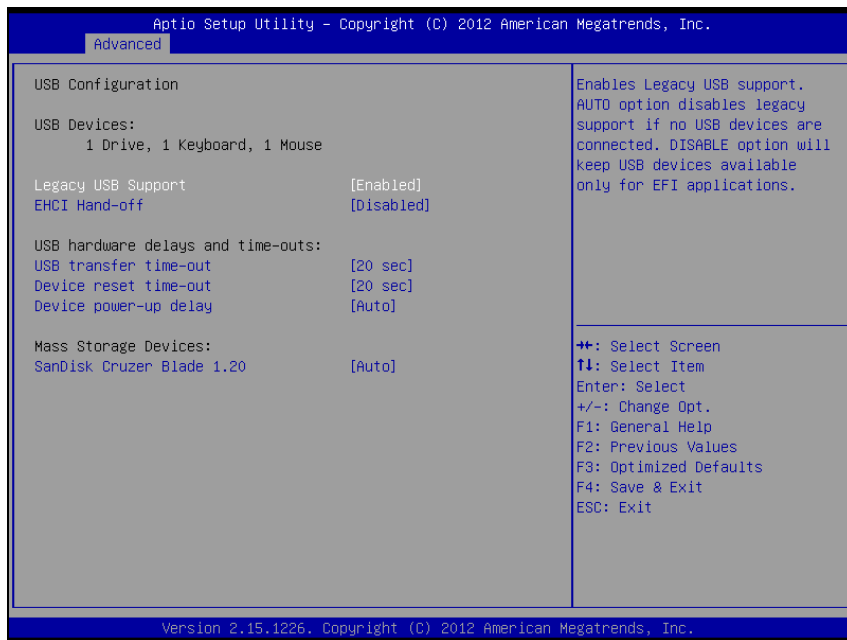 Aptio Setup Utility – Copyright (C) 2012 American Megatrends, Inc.
Advanced
USB Configuration
USB Devices:
1 Drive, 1 Keyboard, 1 Mouse
Legacy USB Support [Enabled]
EHCI Hand-off [Disabled]
USB hardware delays and time-outs:
USB transfer time-out [20 sec]
Device reset time-out [20 sec]
Device power-up delay [Auto]
Mass Storage Devices:
SanDisk Cruzer Blade 1.20 [Auto]
Enables Legacy USB support.
AUTO option disables legacy
support if no USB devices are
connected. DISABLE option will
keep USB devices available
only for EFI applications.
→←: Select Screen
↑↓: Select Item
Enter: Select
+/-: Change Opt.
F1: General Help
F2: Previous Values
F3: Optimized Defaults
F4: Save & Exit
ESC: Exit
Version 2.15.1226. Copyright (C) 2012 American Megatrends, Inc.